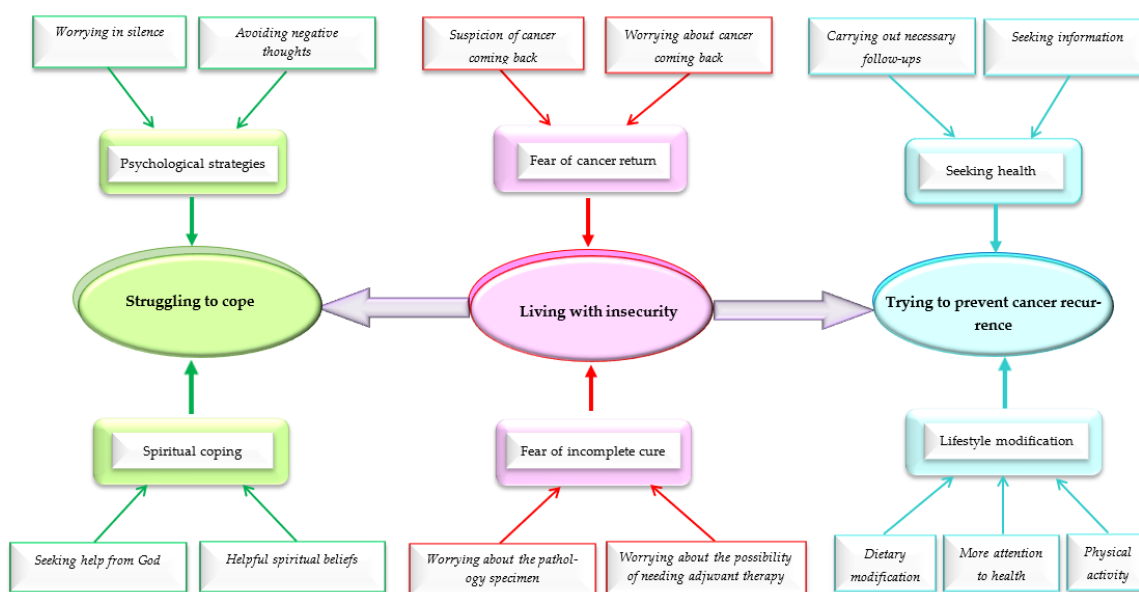 Worrying in silence
Avoiding negative
thoughts
Suspicion of cancer
coming back
Worrying about cancer
coming back
Carrying out necessary
follow-ups
Seeking information
Psychological strategies
Fear of cancer return
Seeking health
Struggling to cope
Living with insecurity
Trying to prevent cancer recur-
rence
Spiritual coping
Fear of incomplete cure
Lifestyle modification
Seeking help from God
Helpful spiritual beliefs
Worrying about the pathol-
ogy specimen
Worrying about the possibility
of needing adjuvant therapy
Dietary
modification
More attention
to health
Physical
activity